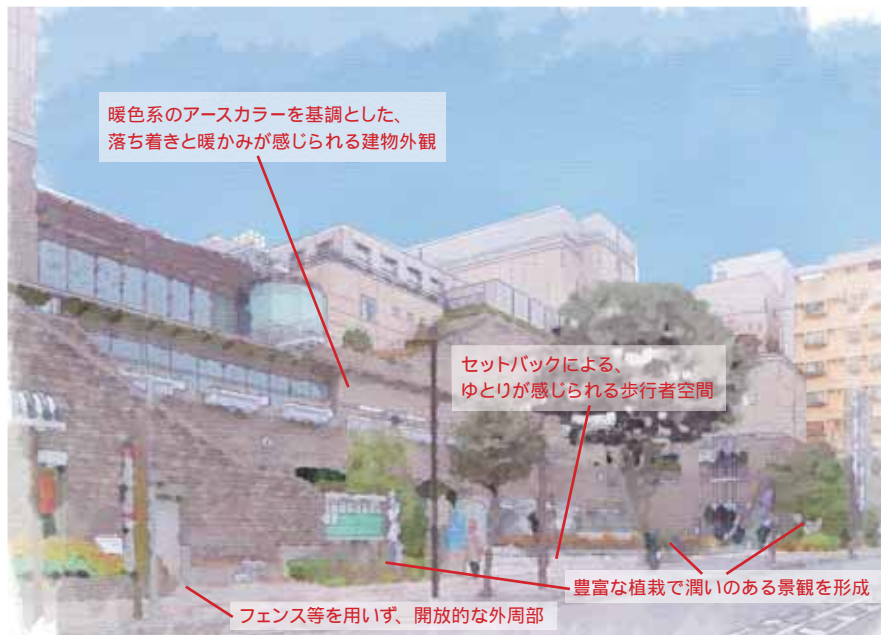 暖色系のアースカラーを基調とした、
落ち着きと暖かみが感じられる建物外観
セットバックによる、
ゆとりが感じられる歩行者空間
豊富な植栽で潤いのある景観を形成
フェンス等を用いず、開放的な外周部